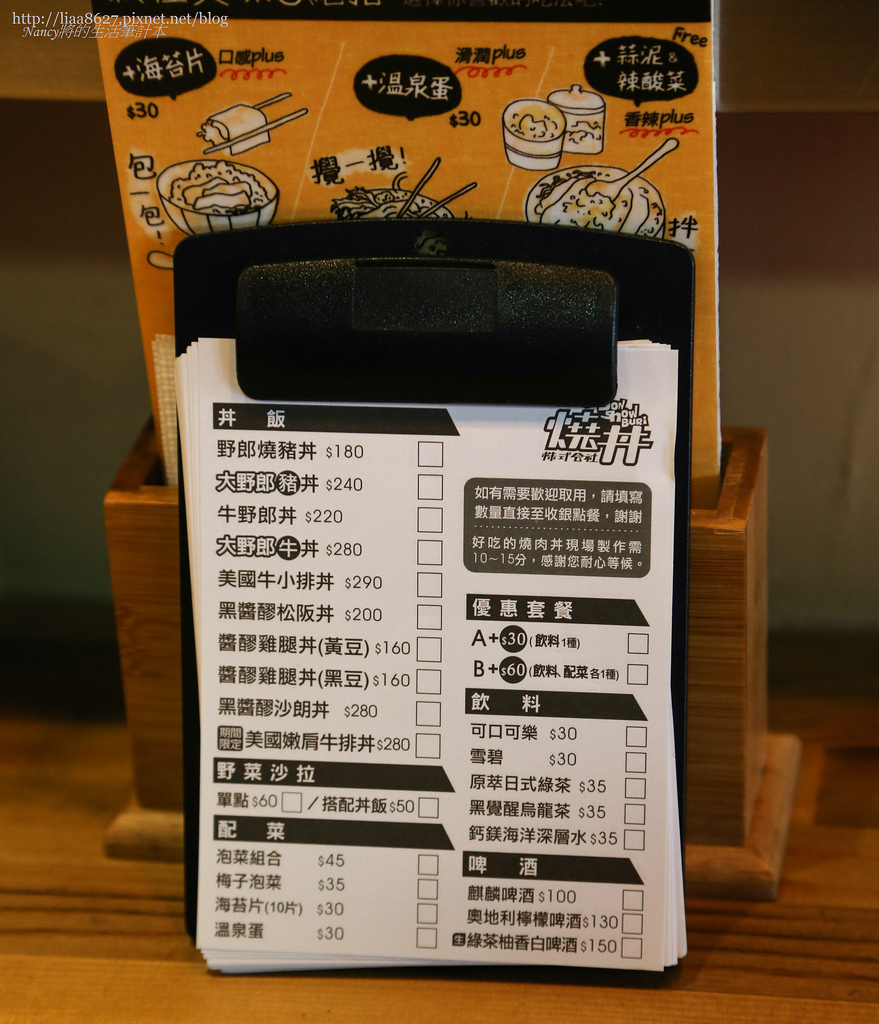 http://liaa8627.pixnet.net/blog
Nancy將的生活筆計本
+海苔片 口感plus
$30
+溫泉蛋 滑潤plus
$30
+蒜泥&
辣酸菜
Free
香辣plus
包一包!
攪一攪!
拌
燒丼
DON SHOW BURI
株式会社
丼 飯
野郎燒豬丼 $180
大野郎豬丼 $240
牛野郎丼 $220
大野郎牛丼 $280
美國牛小排丼 $290
黑醬醪松阪丼 $200
醬醪雞腿丼(黃豆) $160
醬醪雞腿丼(黑豆) $160
黑醬醪沙朗丼 $280
期間限定 美國嫩肩牛排丼 $280
野菜沙拉
單點 $60 / 搭配丼飯 $50
配 菜
泡菜組合 $45
梅子泡菜 $35
海苔片(10片) $30
溫泉蛋 $30
如有需要歡迎取用,請填寫
數量直接至收銀點餐,謝謝
好吃的燒肉丼現場製作需
10~15分,感謝您耐心等候。
優惠套餐
A+$30(飲料1種)
B+$60(飲料、配菜各1種)
飲 料
可口可樂 $30
雪碧 $30
原萃日式綠茶 $35
黑覺醒烏龍茶 $35
鈣鎂海洋深層水 $35
啤 酒
麒麟啤酒 $100
奧地利檸檬啤酒 $130
生 綠茶柚香白啤酒 $150